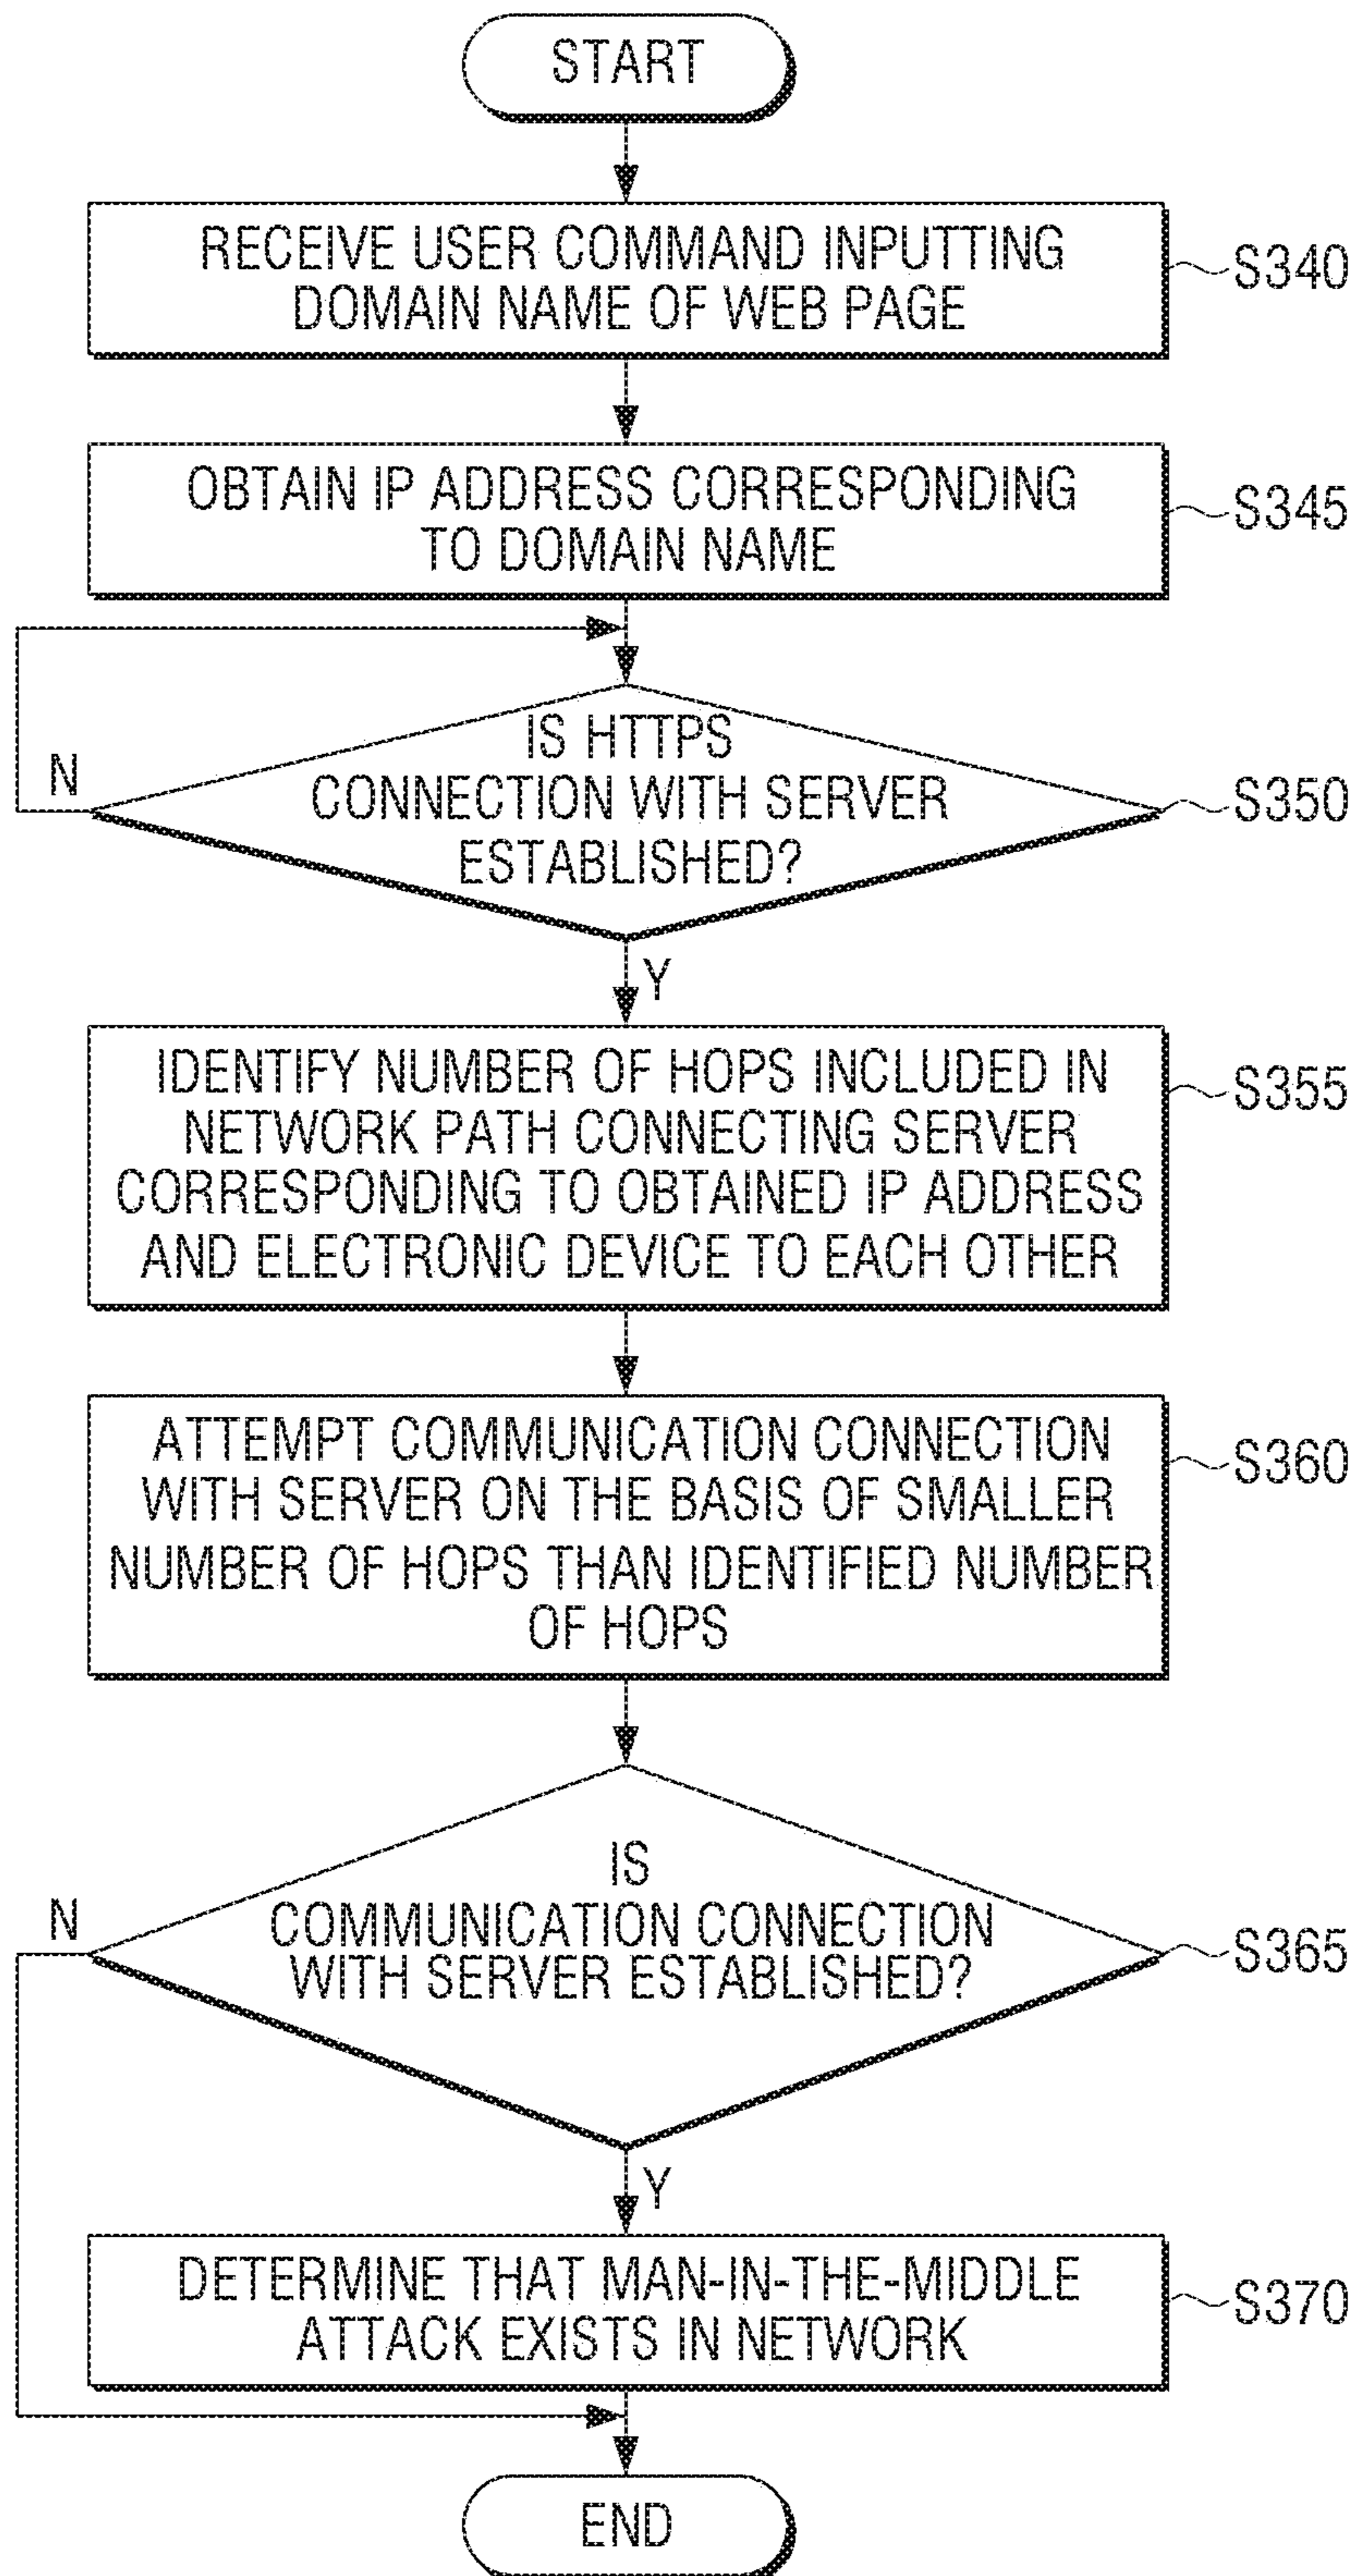 START
RECEIVE USER COMMAND INPUTTING
DOMAIN NAME OF WEB PAGE
S340
OBTAIN IP ADDRESS CORRESPONDING
TO DOMAIN NAME
S345
IS HTTPS
CONNECTION WITH SERVER
ESTABLISHED?
N
S350
Y
IDENTIFY NUMBER OF HOPS INCLUDED IN
NETWORK PATH CONNECTING SERVER
CORRESPONDING TO OBTAINED IP ADDRESS
AND ELECTRONIC DEVICE TO EACH OTHER
S355
ATTEMPT COMMUNICATION CONNECTION
WITH SERVER ON THE BASIS OF SMALLER
NUMBER OF HOPS THAN IDENTIFIED NUMBER
OF HOPS
S360
IS
COMMUNICATION CONNECTION
WITH SERVER ESTABLISHED?
N
S365
Y
DETERMINE THAT MAN-IN-THE-MIDDLE
ATTACK EXISTS IN NETWORK
S370
END